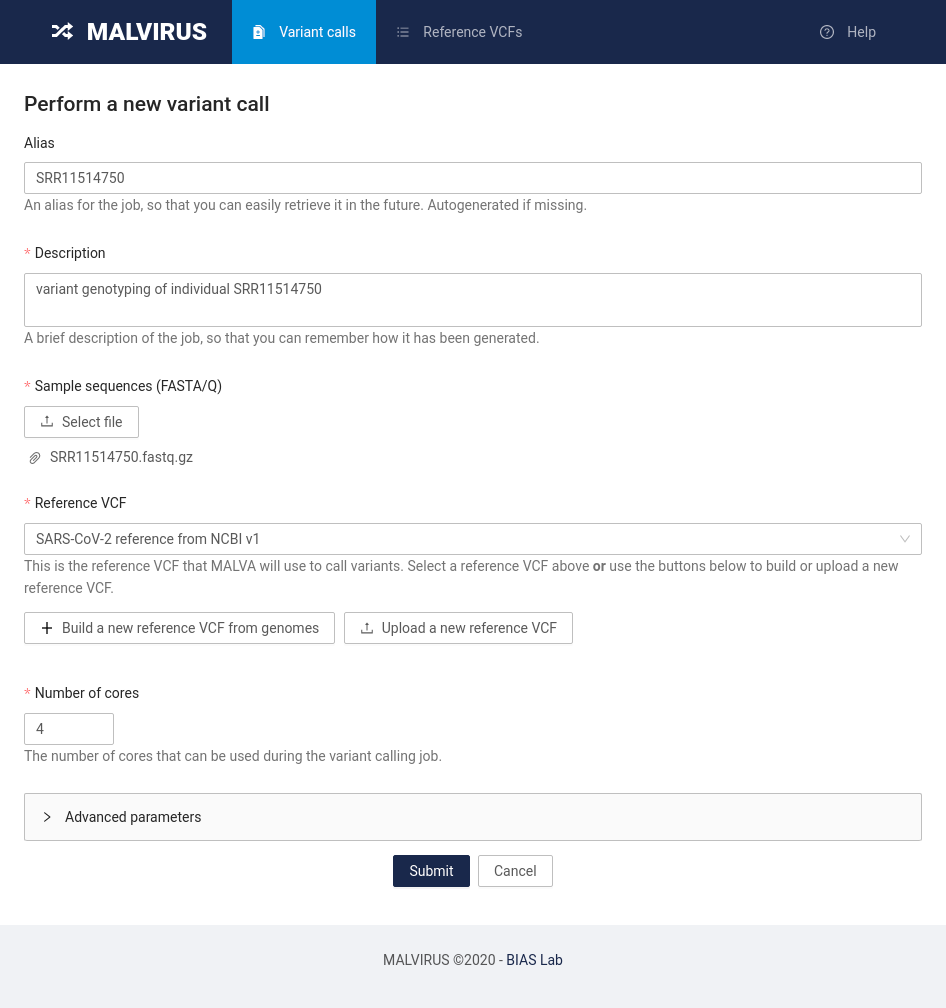 MALVIRUS Variant calls Reference VCFs Help
Perform a new variant call
Alias
SRR11514750
An alias for the job, so that you can easily retrieve it in the future. Autogenerated if missing.
* Description
variant genotyping of individual SRR11514750
A brief description of the job, so that you can remember how it has been generated.
* Sample sequences (FASTA/Q)
Select file
SRR11514750.fastq.gz
* Reference VCF
SARS-CoV-2 reference from NCBI v1
This is the reference VCF that MALVA will use to call variants. Select a reference VCF above or use the buttons below to build or upload a new
reference VCF.
Build a new reference VCF from genomes Upload a new reference VCF
* Number of cores
4
The number of cores that can be used during the variant calling job.
Advanced parameters
Submit Cancel
MALVIRUS ©2020 - BIAS Lab